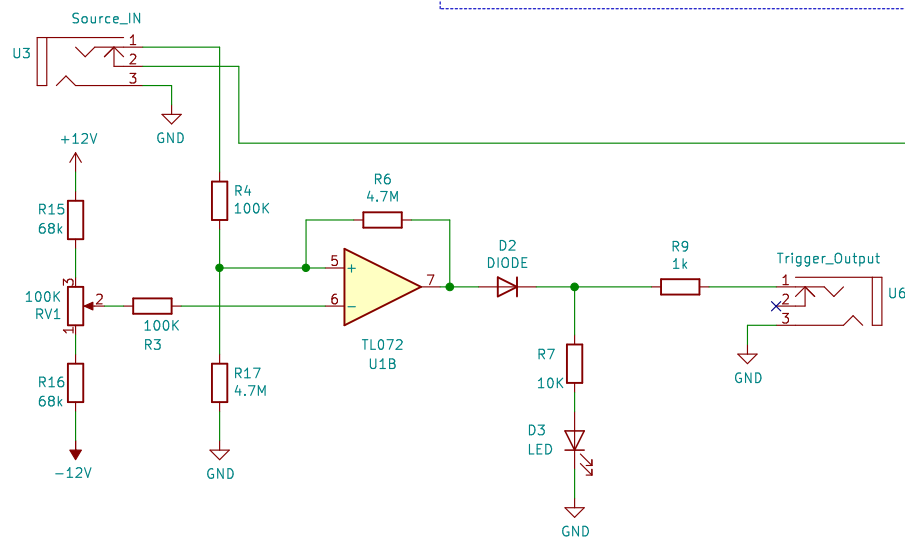 Source_IN
U3
1
2
3
GND
+12V
R15
68k
R4
100K
R6
4.7M
3
100K
RV1
2
1
100K
R3
5
+
6
−
7
TL072
U1B
D2
DIODE
R9
1k
Trigger_Output
1
2
3
U6
GND
R16
68k
−12V
R17
4.7M
GND
R7
10K
D3
LED
GND